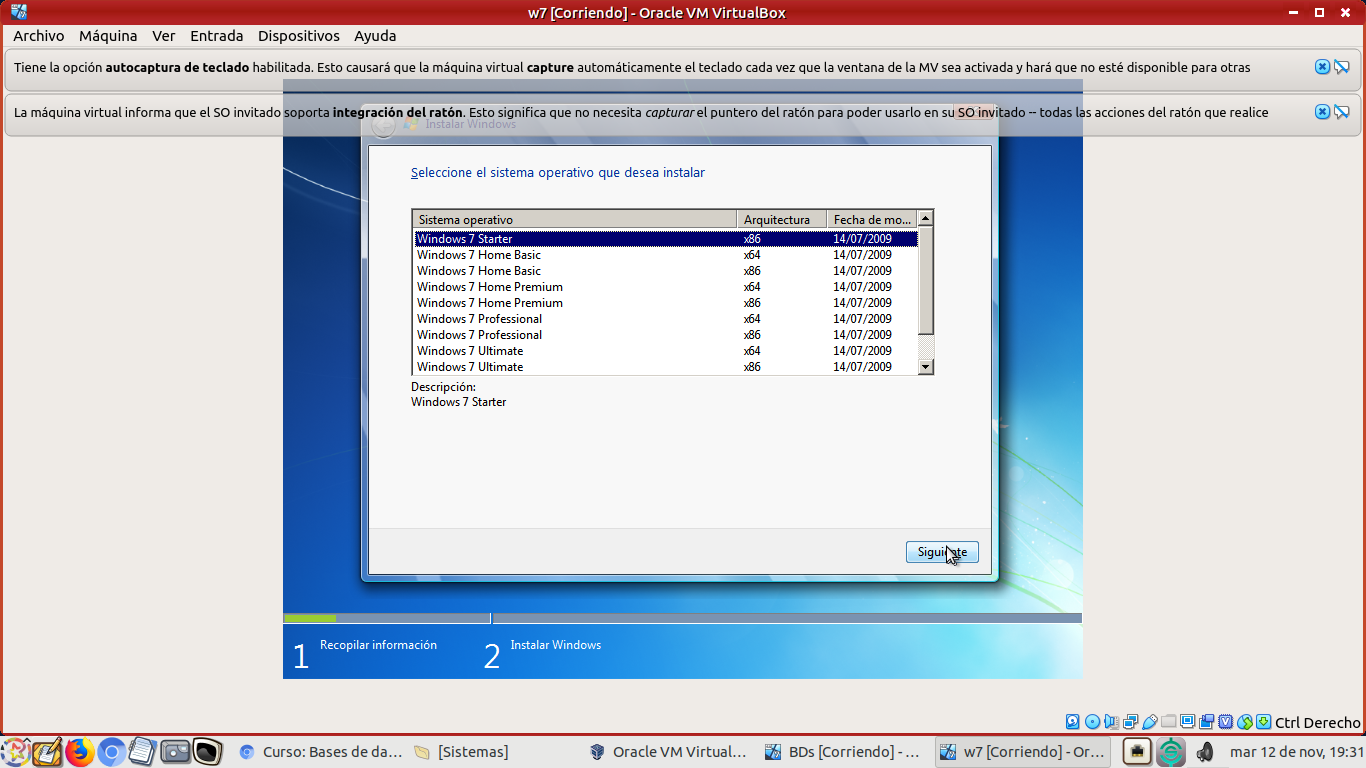 w7 [Corriendo] - Oracle VM VirtualBox
Archivo Máquina Ver Entrada Dispositivos Ayuda
Tiene la opción autocaptura de teclado habilitada. Esto causará que la máquina virtual capture automáticamente el teclado cada vez que la ventana de la MV sea activada y hará que no esté disponible para otras
La máquina virtual informa que el SO invitado soporta integración del ratón. Esto significa que no necesita capturar el puntero del ratón para poder usarlo en su SO invitado -- todas las acciones del ratón que realice
Instalar Windows
Seleccione el sistema operativo que desea instalar
Sistema operativo Arquitectura Fecha de mo...
Windows 7 Starter x86 14/07/2009
Windows 7 Home Basic x64 14/07/2009
Windows 7 Home Basic x86 14/07/2009
Windows 7 Home Premium x64 14/07/2009
Windows 7 Home Premium x86 14/07/2009
Windows 7 Professional x64 14/07/2009
Windows 7 Professional x86 14/07/2009
Windows 7 Ultimate x64 14/07/2009
Windows 7 Ultimate x86 14/07/2009
Descripción:
Windows 7 Starter
Siguiente
1 Recopilar información 2 Instalar Windows
Ctrl Derecho
Curso: Bases de da... [Sistemas] Oracle VM Virtual... BDs [Corriendo] - ... w7 [Corriendo] - Or... mar 12 de nov, 19:31